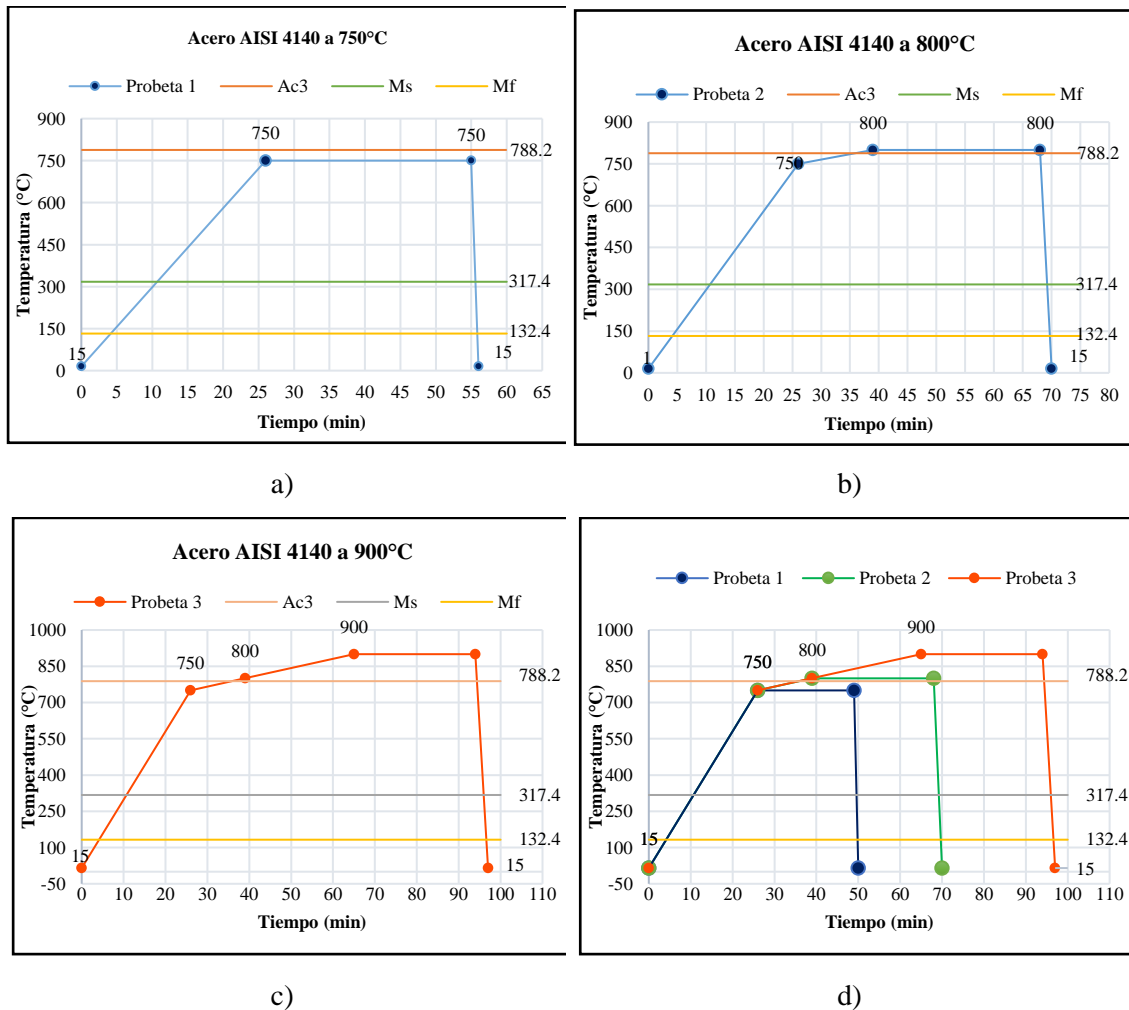 Acero AISI 4140 a 750°C
Probeta 1 Ac3 Ms Mf
900
750
600
450
300
150
0
750 750
788.2
317.4
132.4
15 15
0 5 10 15 20 25 30 35 40 45 50 55 60 65
Temperatura (°C)
Tiempo (min)
a)
Acero AISI 4140 a 800°C
Probeta 2 Ac3 Ms Mf
900
750
600
450
300
150
0
800 800
750
788.2
317.4
132.4
1 15
0 5 10 15 20 25 30 35 40 45 50 55 60 65 70 75 80
Temperatura (°C)
Tiempo (min)
b)
Acero AISI 4140 a 900°C
Probeta 3 Ac3 Ms Mf
1000
850
700
550
400
250
100
-50
750 800 900
788.2
317.4
132.4
15 15
0 10 20 30 40 50 60 70 80 90 100 110
Temperatura (°C)
Tiempo (min)
c)
Probeta 1 Probeta 2 Probeta 3
1000
850
700
550
400
250
100
-50
750 800 900
788.2
317.4
132.4
15 15
0 10 20 30 40 50 60 70 80 90 100 110
Temperatura (°C)
Tiempo (min)
d)